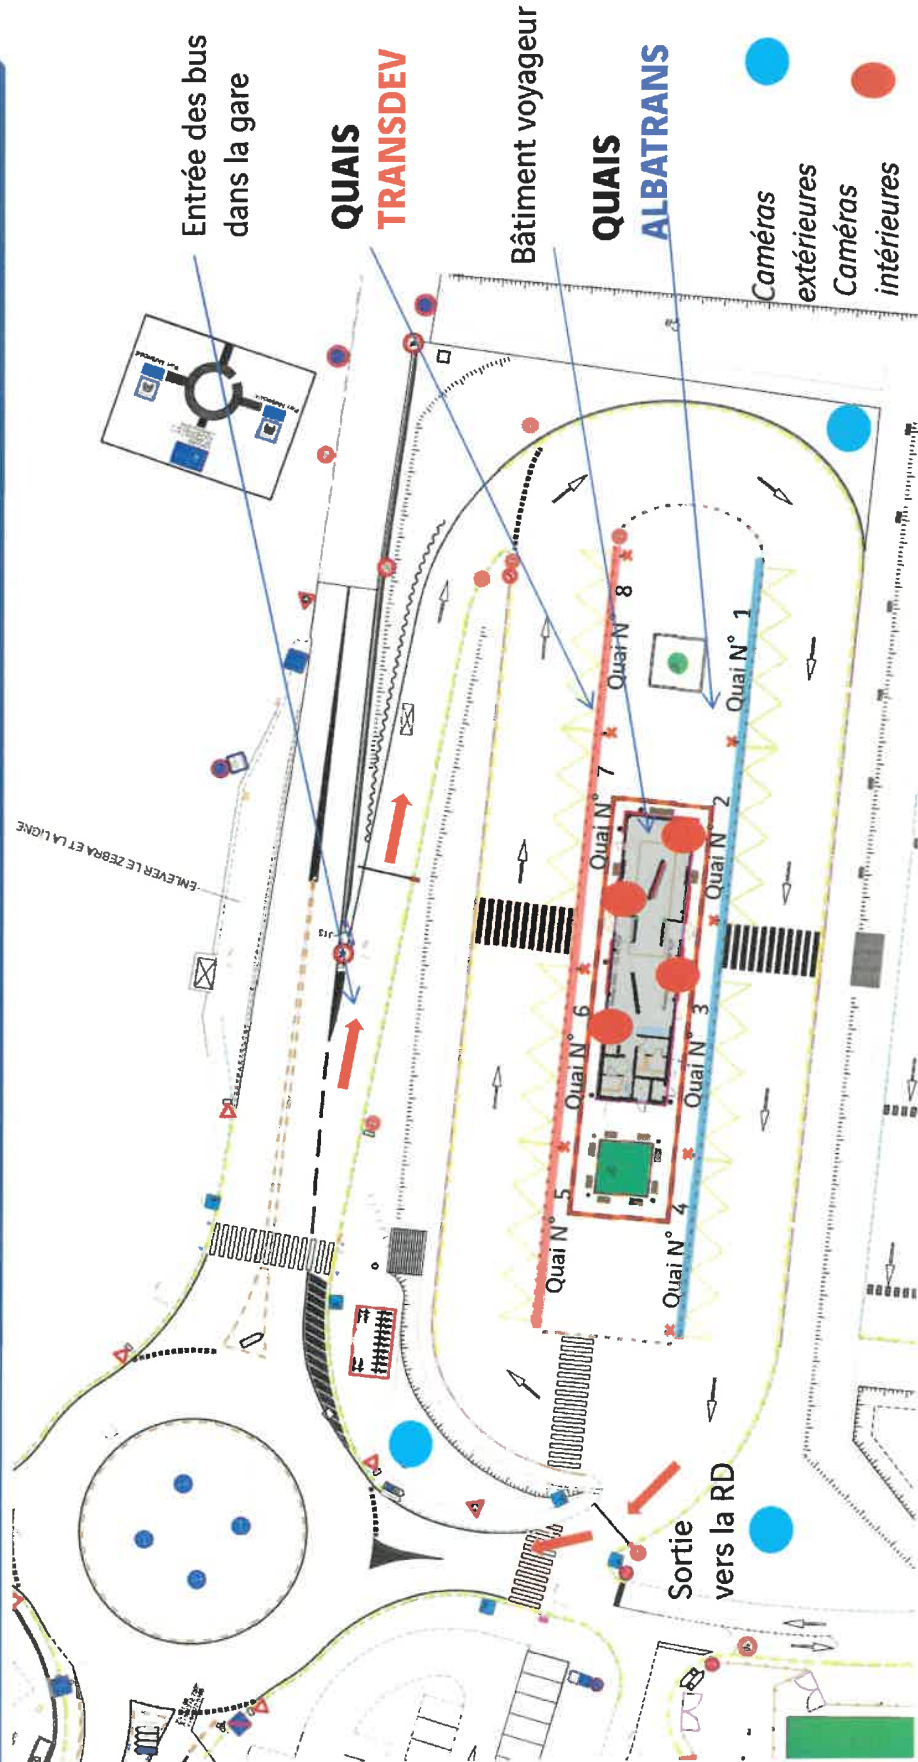 Entrée des bus
dans la gare
QUAIS
TRANSDEV
Bâtiment voyageur
QUAIS
ALBATRANS
Caméras
extérieures
Caméras
intérieures
ENLEVER LE ZEBRA ET LA LIGNE
Quai N° 5
Quai N° 6
Quai N° 7
Quai N° 8
Quai N° 4
Quai N° 3
Quai N° 2
Quai N° 1
Sortie
vers la RD